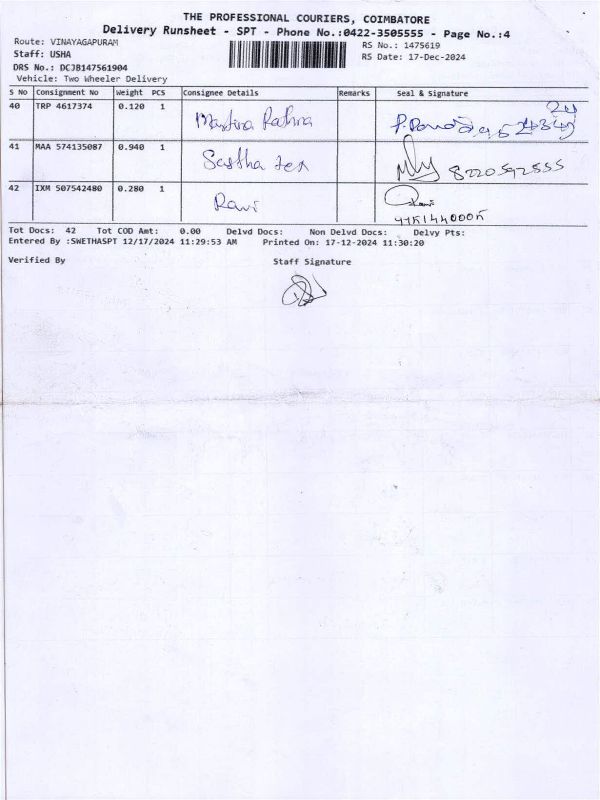 THE PROFESSIONAL COURIERS, COIMBATORE
Delivery Runsheet - SPT - Phone No.:0422-3505555 - Page No.:4
Route: VINAYAGAPURAM RS No.: 1475619
Staff: USHA RS Date: 17-Dec-2024
DRS No.: DCJB147561904
Vehicle: Two Wheeler Delivery
S No Consignment No Weight PCS Consignee Details Remarks Seal & Signature
40 TRP 4617374 0.120 1
41 MAA 574135087 0.940 1 Sastha Tex 8220592555
42 IXM 507542480 0.280 1 Ravi
Tot Docs: 42 Tot COD Amt: 0.00 Delvd Docs: Non Delvd Docs: Delvy Pts:
Entered By :SWETHASPT 12/17/2024 11:29:53 AM Printed On: 17-12-2024 11:30:20
Verified By Staff Signature